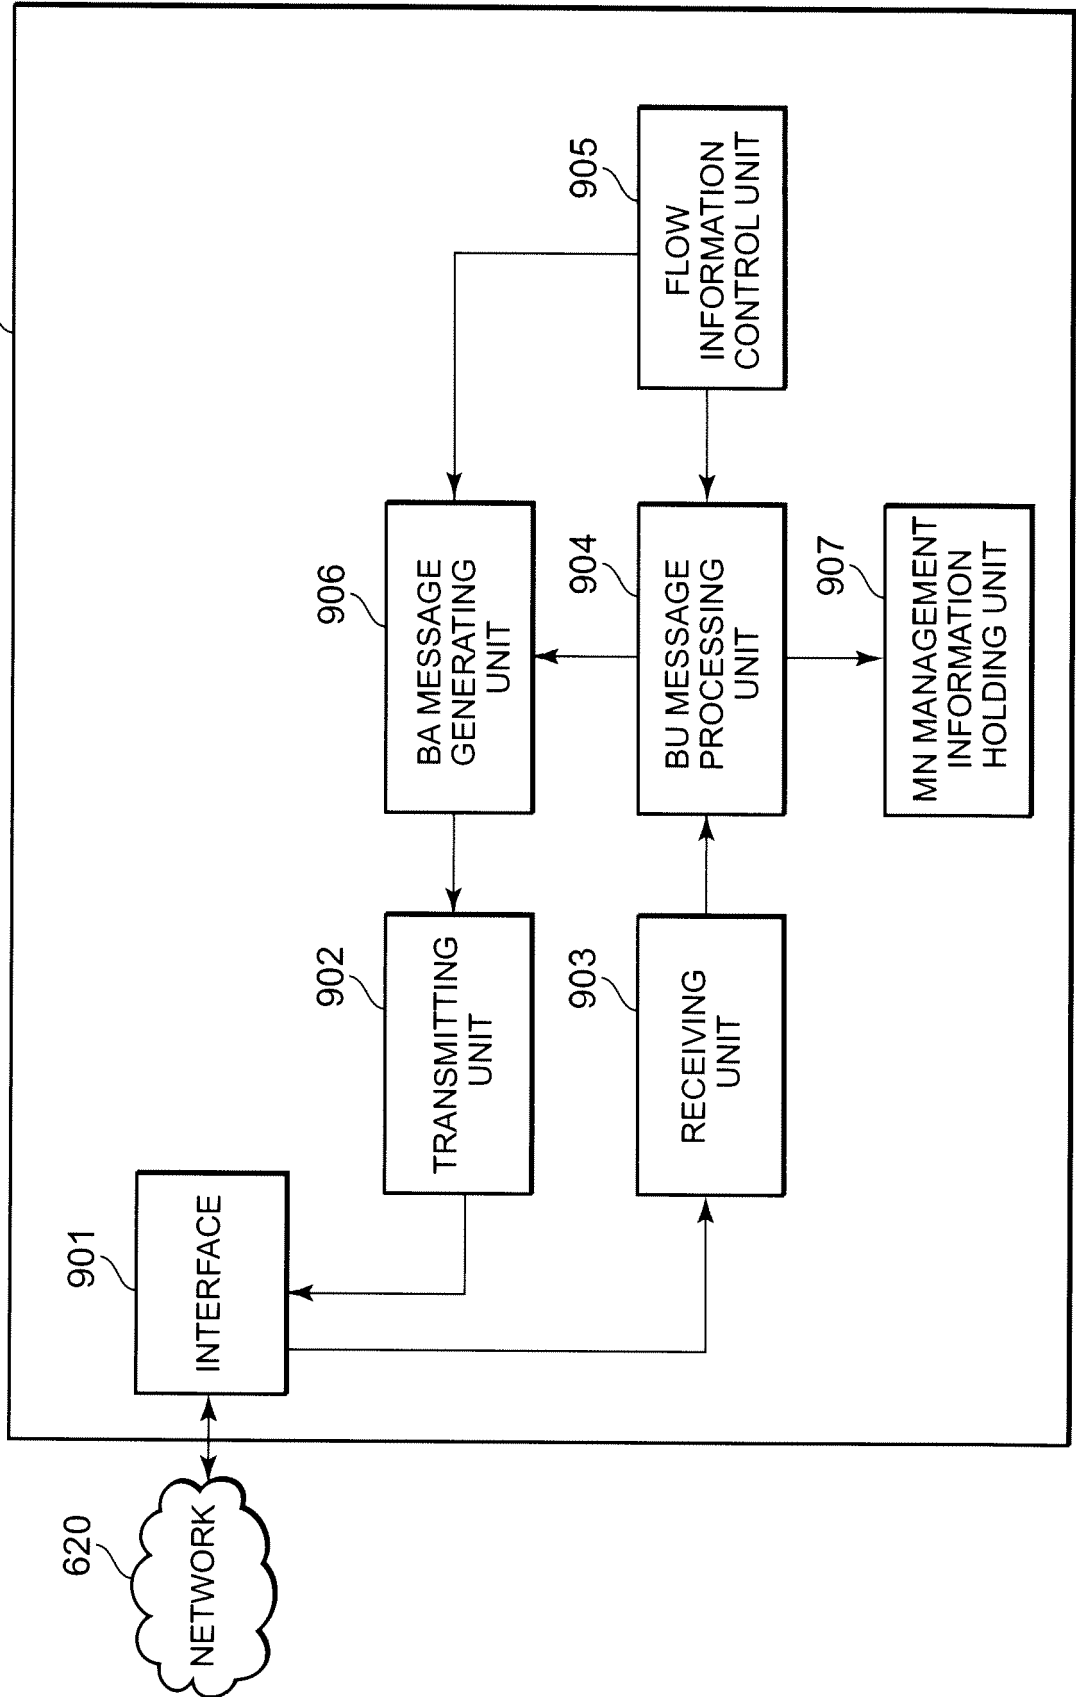 620
NETWORK
901
INTERFACE
902
TRANSMITTING
UNIT
906
BA MESSAGE
GENERATING
UNIT
903
RECEIVING
UNIT
904
BU MESSAGE
PROCESSING
UNIT
905
FLOW
INFORMATION
CONTROL UNIT
907
MN MANAGEMENT
INFORMATION
HOLDING UNIT